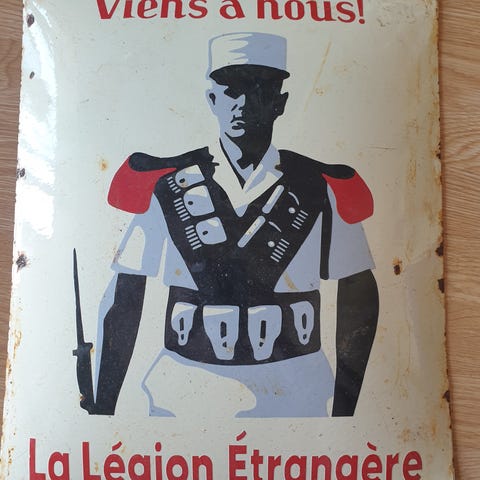 Viens à nous!
La Légion Étrangère